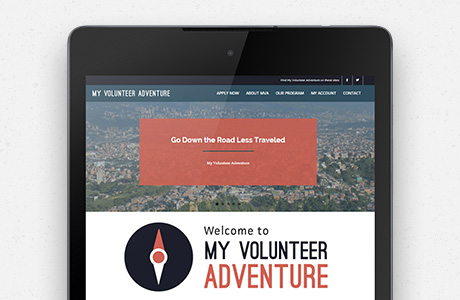 Visit My Volunteer Adventure on these sites:
MY VOLUNTEER ADVENTURE
APPLY NOW ABOUT MVA OUR PROGRAM MY ACCOUNT CONTACT
Go Down the Road Less Traveled
My Volunteer Adventure
Welcome to
MY VOLUNTEER
ADVENTURE